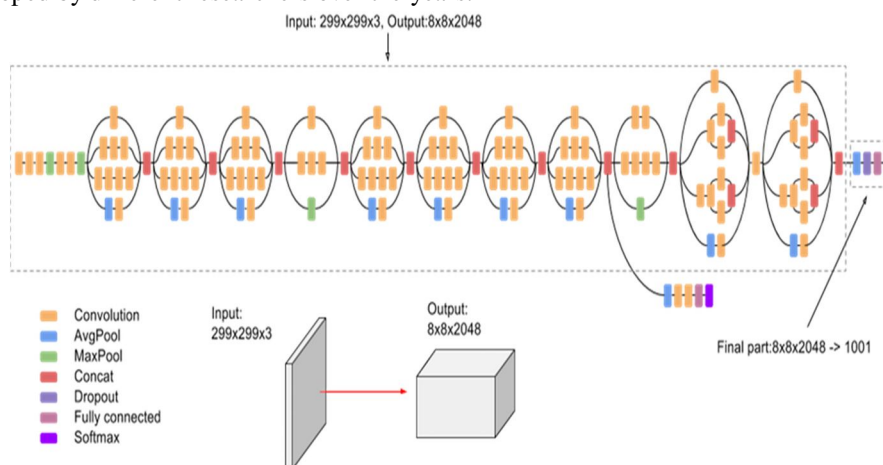 Input: 299x299x3, Output:8x8x2048
Convolution
AvgPool
MaxPool
Concat
Dropout
Fully connected
Softmax
Input:
299x299x3
Output:
8x8x2048
Final part:8x8x2048 -> 1001